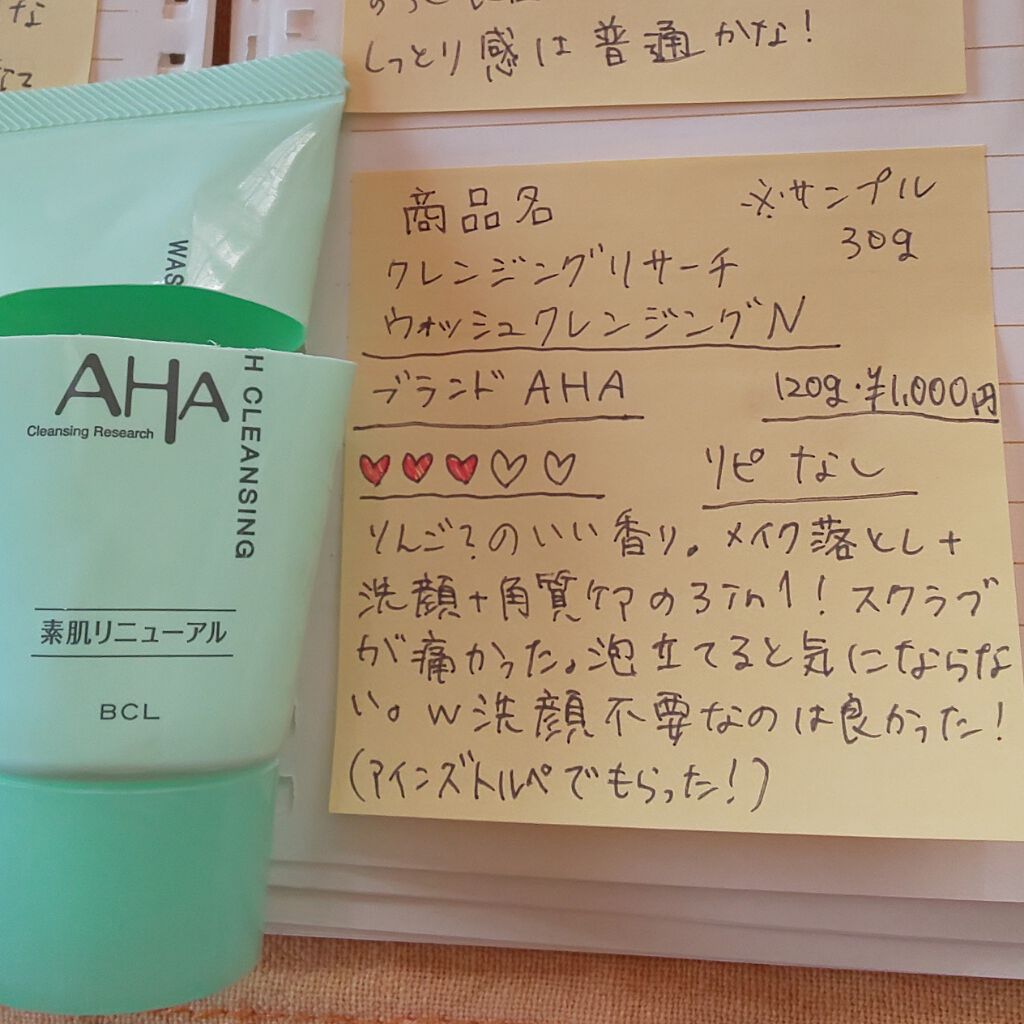 しっとり感は普通かな!
商品名
※サンプル
30g
クレンジングリサーチ
ウォッシュクレンジングN
ブランド AHA
120g・¥1,000円
リピ なし
りんご?のいい香り。メイク落とし+
洗顔+角質ケアの3in1!スクラブ
が痛かった。泡立てると気にならな
い。W洗顔不要なのは良かった!
(アインズトルペでもらった!)
WAS
H CLEANSING
AHA
Cleansing Research
素肌リニューアル
BCL